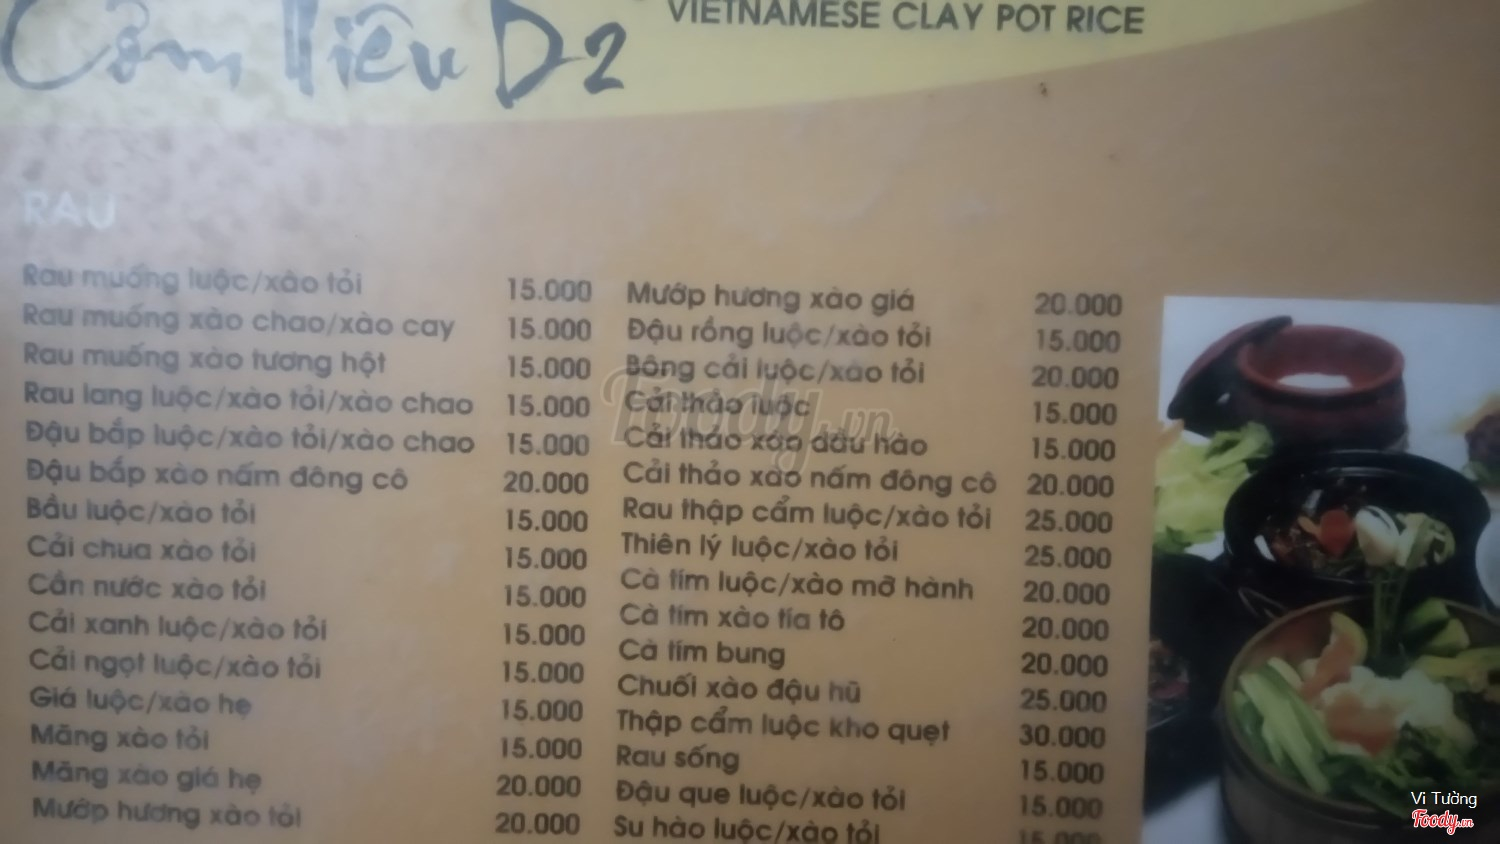 Cơm Niêu D2
VIETNAMESE CLAY POT RICE
RAU
Rau muống luộc/xào tỏi 15.000
Rau muống xào chao/xào cay 15.000
Rau muống xào tương hột 15.000
Rau lang luộc/xào tỏi/xào chao 15.000
Đậu bắp luộc/xào tỏi/xào chao 15.000
Đậu bắp xào nấm đông cô 20.000
Bầu luộc/xào tỏi 15.000
Cải chua xào tỏi 15.000
Cần nước xào tỏi 15.000
Cải xanh luộc/xào tỏi 15.000
Cải ngọt luộc/xào tỏi 15.000
Giá luộc/xào hẹ 15.000
Măng xào tỏi 15.000
Măng xào giá hẹ 20.000
Mướp hương xào tỏi 20.000
Mướp hương xào giá 20.000
Đậu rồng luộc/xào tỏi 15.000
Bông cải luộc/xào tỏi 20.000
Cải thảo luộc 15.000
Cải thảo xào dầu hào 15.000
Cải thảo xào nấm đông cô 20.000
Rau thập cẩm luộc/xào tỏi 25.000
Thiên lý luộc/xào tỏi 25.000
Cà tím luộc/xào mỡ hành 20.000
Cà tím xào tía tô 20.000
Cà tím bung 20.000
Chuối xào đậu hũ 25.000
Thập cẩm luộc kho quẹt 30.000
Rau sống 15.000
Đậu que luộc/xào tỏi 15.000
Su hào luộc/xào tỏi 15.000
Foody.vn
Vi Tường
Foody.vn